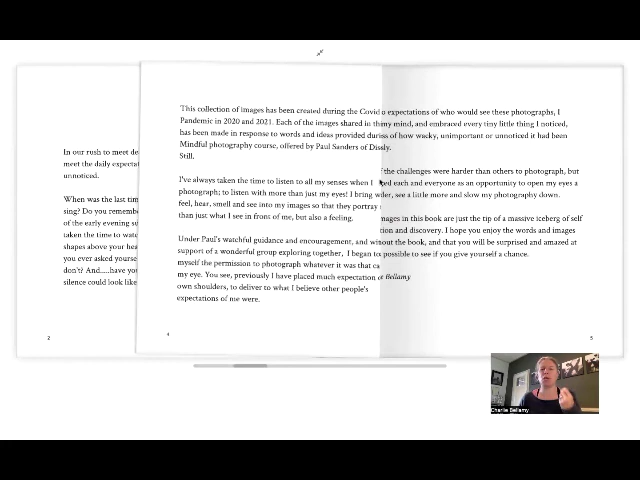 In our rush to meet de
meet the daily expectat
unnoticed.
When was the last tim
sing? Do you remembe
of the early evening su
taken the time to wat
shapes above your hea
you ever asked yoursel
don't? And.....have you
silence could look like
2
This collection of images has been created during the Covid
Pandemic in 2020 and 2021. Each of the images shared in this
has been made in response to words and ideas provided during
Mindful photography course, offered by Paul Sanders of
Still.
I've always taken the time to listen to all my senses when I
photograph; to listen with more than just my eyes! I bring
feel, hear, smell and see into my images so that they portray
than just what I see in front of me, but also a feeling.
Under Paul's watchful guidance and encouragement, and with
support of a wonderful group exploring together, I began to
myself the permission to photograph whatever it was that ca
my eye. You see, previously I have placed much expectation
own shoulders, to deliver to what I believe other people's
expectations of me were.
4
expectations of who would see these photographs, I
my mind, and embraced every tiny little thing I noticed,
of how wacky, unimportant or unnoticed it had been
f the challenges were harder than others to photograph, but
each and everyone as an opportunity to open my eyes a
see a little more and slow my photography down.
mages in this book are just the tip of a massive iceberg of self
tion and discovery. I hope you enjoy the words and images
out the book, and that you will be surprised and amazed at
possible to see if you give yourself a chance.
Bellamy
5
Charlie Bellamy